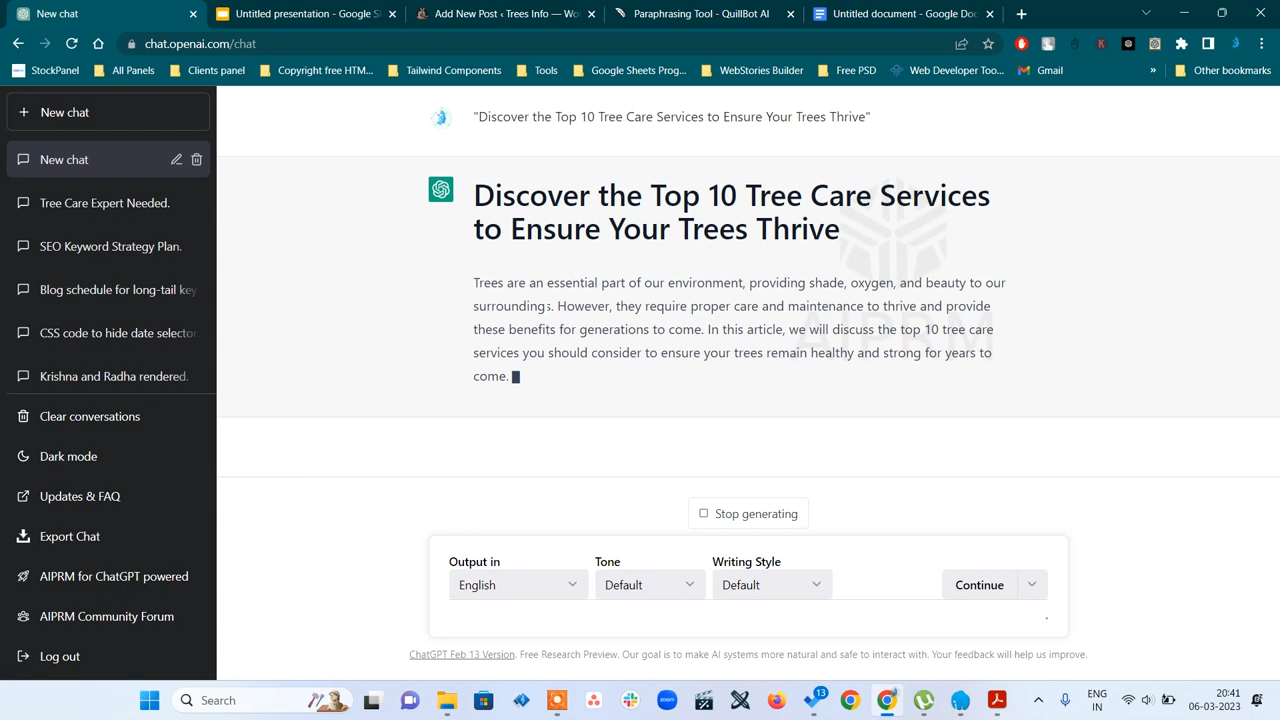 New chat
Untitled presentation - Google Sl
Add New Post ‹ Trees Info — Wo
Paraphrasing Tool - QuillBot AI
Untitled document - Google Doc
chat.openai.com/chat
StockPanel
All Panels
Clients panel
Copyright free HTM...
Tailwind Components
Tools
Google Sheets Prog...
WebStories Builder
Free PSD
Web Developer Too...
Gmail
»
Other bookmarks
New chat
New chat
Tree Care Expert Needed.
SEO Keyword Strategy Plan.
Blog schedule for long-tail key
CSS code to hide date selector
Krishna and Radha rendered.
Clear conversations
Dark mode
Updates & FAQ
Export Chat
AIPRM for ChatGPT powered
AIPRM Community Forum
Log out
"Discover the Top 10 Tree Care Services to Ensure Your Trees Thrive"
Discover the Top 10 Tree Care Services
to Ensure Your Trees Thrive
Trees are an essential part of our environment, providing shade, oxygen, and beauty to our
surroundings. However, they require proper care and maintenance to thrive and provide
these benefits for generations to come. In this article, we will discuss the top 10 tree care
services you should consider to ensure your trees remain healthy and strong for years to
come.
AIPRM
Stop generating
Output in
Tone
Writing Style
English
Default
Default
Continue
ChatGPT Feb 13 Version. Free Research Preview. Our goal is to make AI systems more natural and safe to interact with. Your feedback will help us improve.
Search
zoom
13
ENG
IN
20:41
06-03-2023